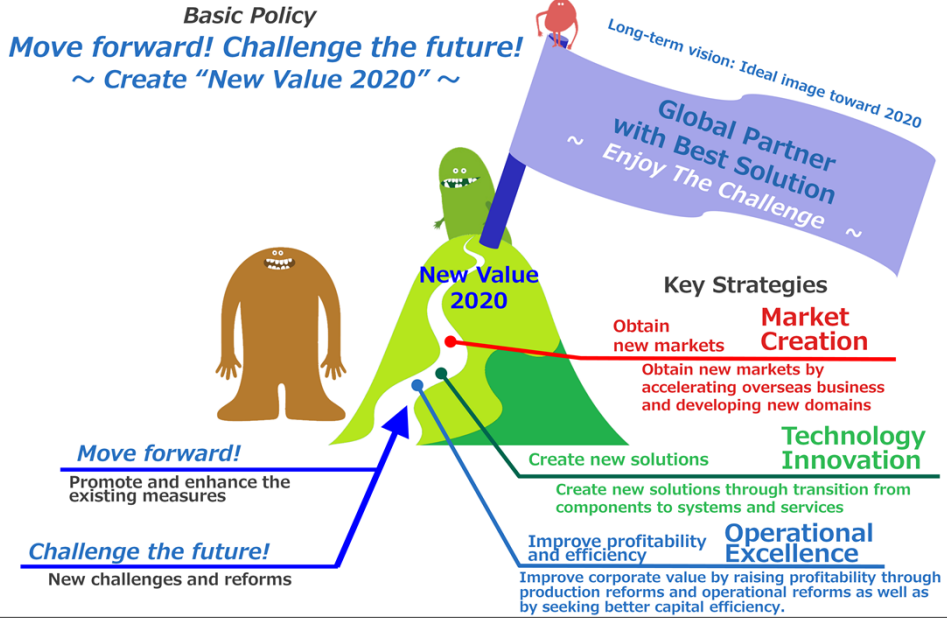 Basic Policy
Move forward! Challenge the future!
～ Create “New Value 2020” ～
Long-term vision: Ideal image toward 2020
Global Partner
with Best Solution
～ Enjoy The Challenge ～
New Value
2020
Key Strategies
Obtain
new markets
Market
Creation
Obtain new markets by
accelerating overseas business
and developing new domains
Technology
Innovation
Create new solutions
Create new solutions through transition from
components to systems and services
Operational
Excellence
Improve profitability
and efficiency
Improve corporate value by raising profitability through
production reforms and operational reforms as well as
by seeking better capital efficiency.
Move forward!
Promote and enhance the
existing measures
Challenge the future!
New challenges and reforms